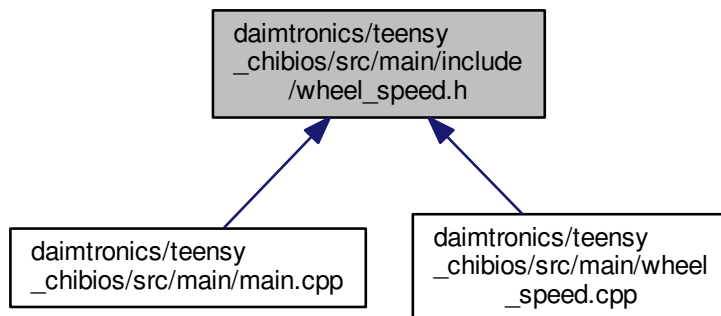 daimtronics/teensy
_chibios/src/main/include
/wheel_speed.h
daimtronics/teensy
_chibios/src/main/main.cpp
daimtronics/teensy
_chibios/src/main/wheel
_speed.cpp